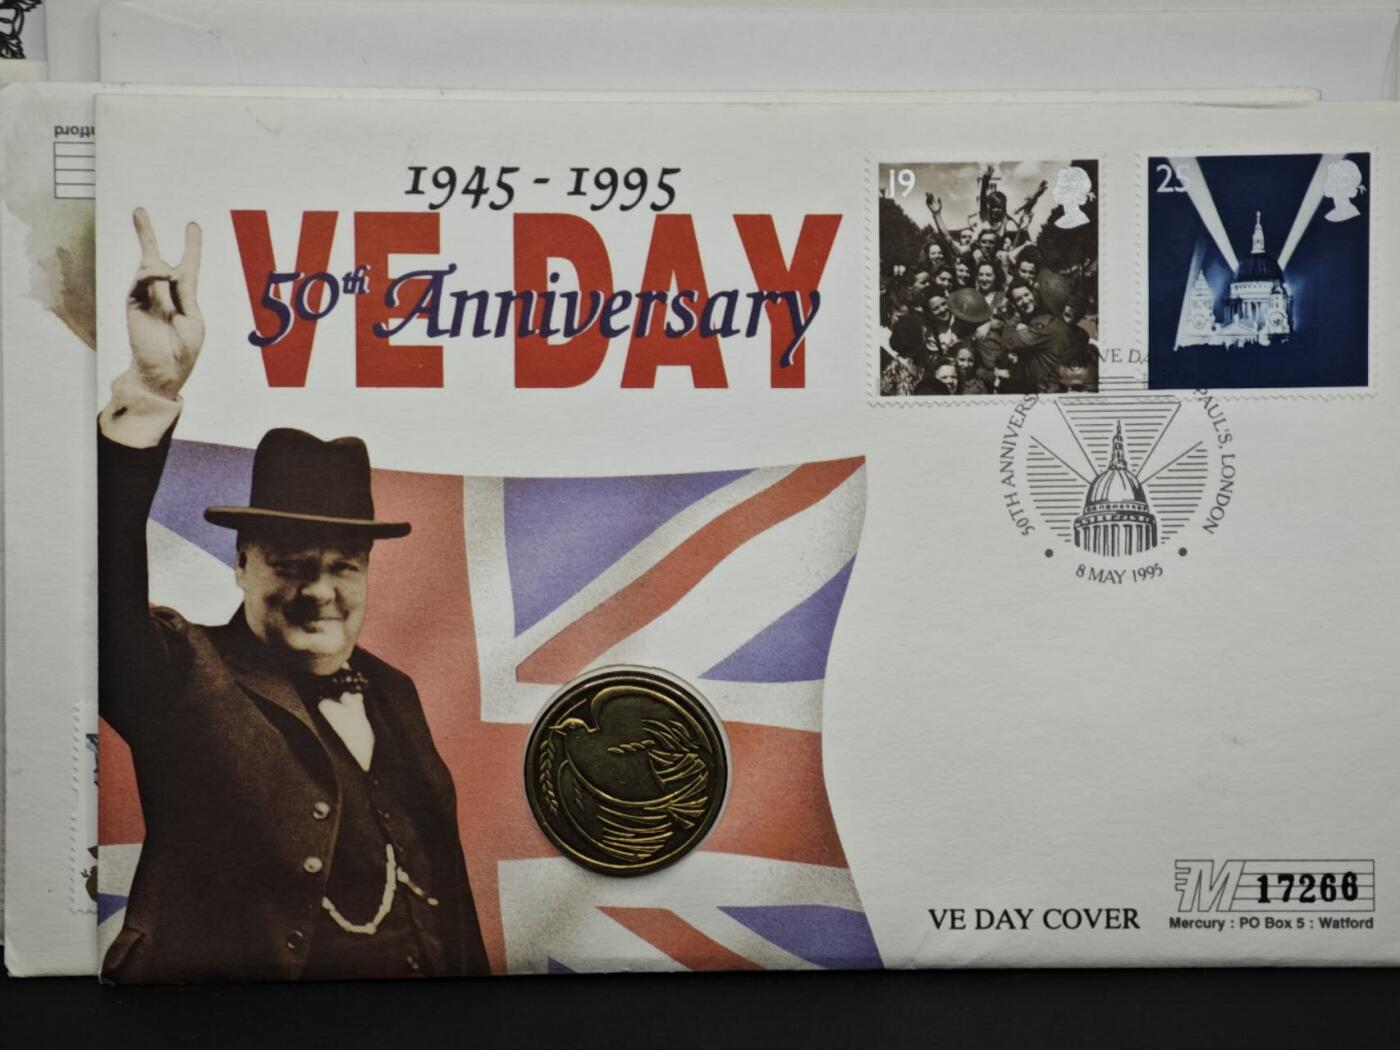 1945 - 1995
VE DAY
50th Anniversary
19
25
50TH ANNIVERS
VE DA
PAUL'S, LONDON
8 MAY 1995
VE DAY COVER
M 17266
Mercury : PO Box 5 : Watford